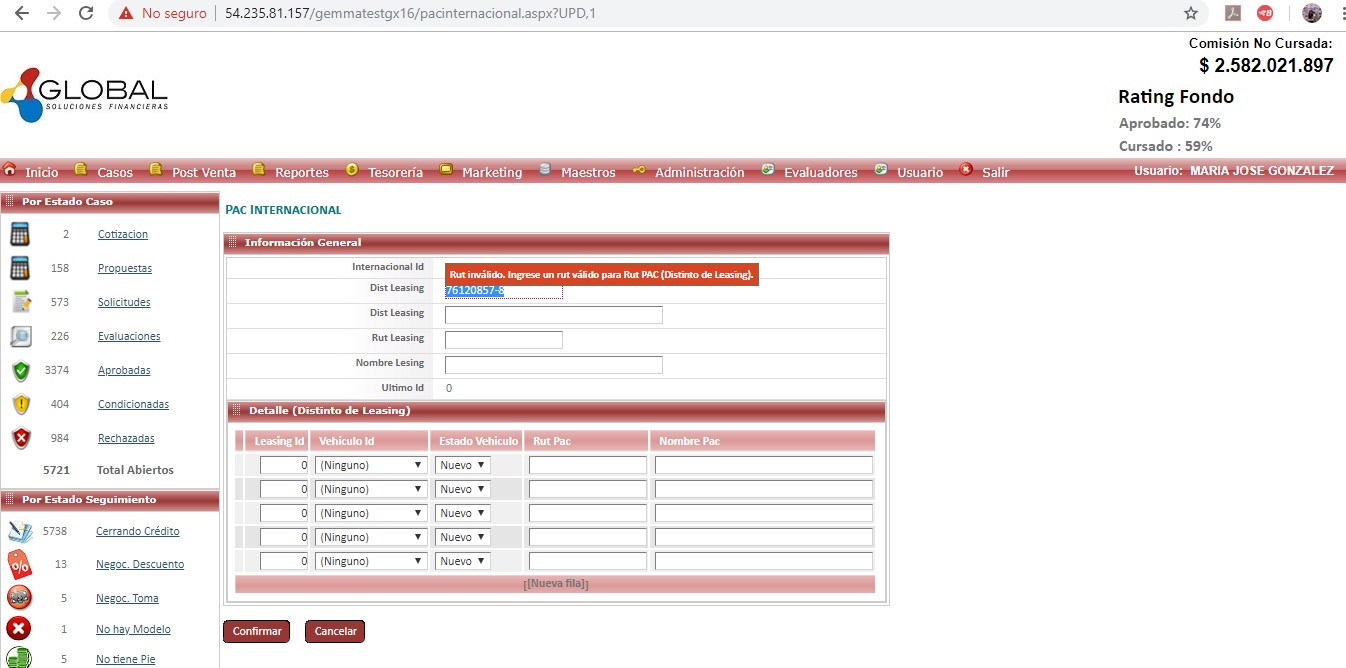 No seguro
54.235.81.157/gemmatestgx16/pacinternacional.aspx?UPD,1
Comisión No Cursada:
$ 2.582.021.897
GLOBAL
SOLUCIONES FINANCIERAS
Rating Fondo
Aprobado: 74%
Cursado : 59%
Inicio Casos Post Venta Reportes Tesorería Marketing Maestros Administración Evaluadores Usuario Salir Usuario: MARIA JOSE GONZALEZ
Por Estado Caso
2 Cotizacion
158 Propuestas
573 Solicitudes
226 Evaluaciones
3374 Aprobadas
404 Condicionadas
984 Rechazadas
5721 Total Abiertos
Por Estado Seguimiento
5738 Cerrando Crédito
13 Negoc. Descuento
5 Negoc. Toma
1 No hay Modelo
5 No tiene Pie
PAC INTERNACIONAL
Información General
Internacional Id
Rut inválido. Ingrese un rut válido para Rut PAC (Distinto de Leasing).
Dist Leasing 76120857-8
Dist Leasing
Rut Leasing
Nombre Lesing
Ultimo Id 0
Detalle (Distinto de Leasing)
Leasing Id Vehiculo Id Estado Vehiculo Rut Pac Nombre Pac
0 (Ninguno) Nuevo
0 (Ninguno) Nuevo
0 (Ninguno) Nuevo
0 (Ninguno) Nuevo
0 (Ninguno) Nuevo
[[Nueva fila]]
Confirmar Cancelar